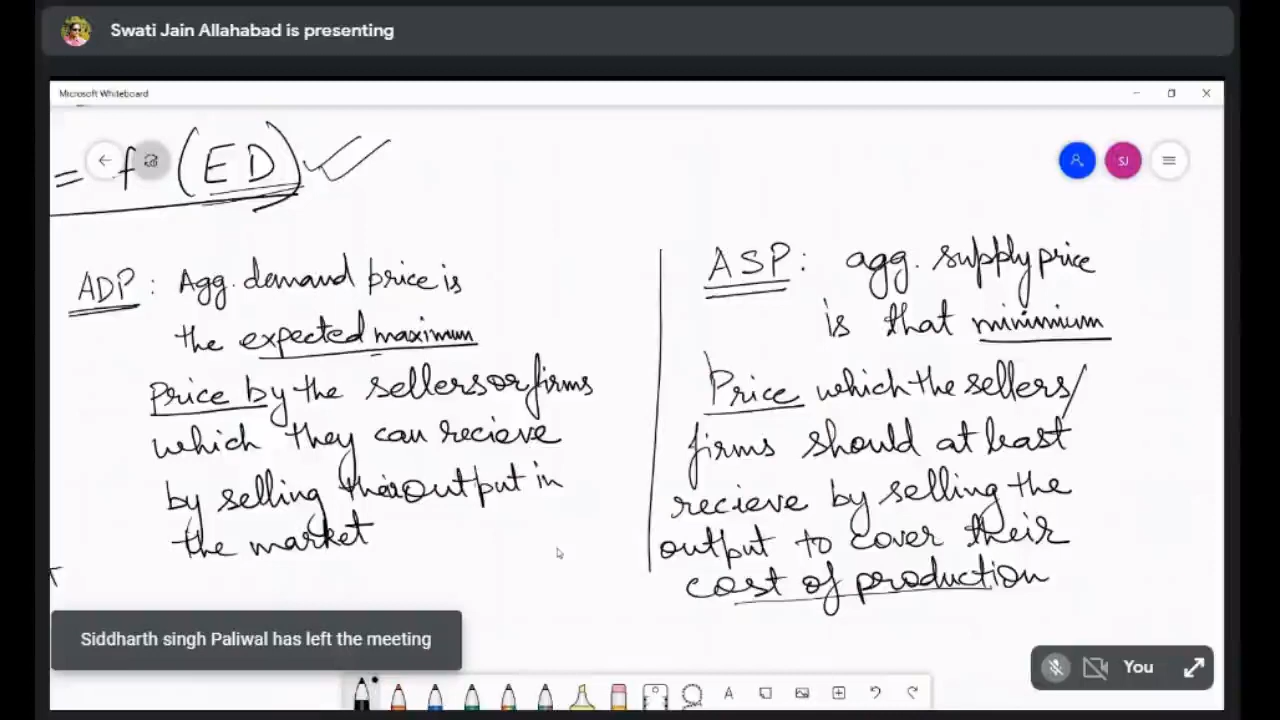 Swati Jain Allahabad is presenting
Microsoft Whiteboard
= f (ED)
SJ
ADP : Agg. demand price is
the expected maximum
Price by the sellers or firms
which they can recieve
by selling their output in
the market
ASP : agg. supply price
is that minimium
Price which the sellers/
firms should at least
recieve by selling the
output to cover their
cost of production
Siddharth singh Paliwal has left the meeting
You
A